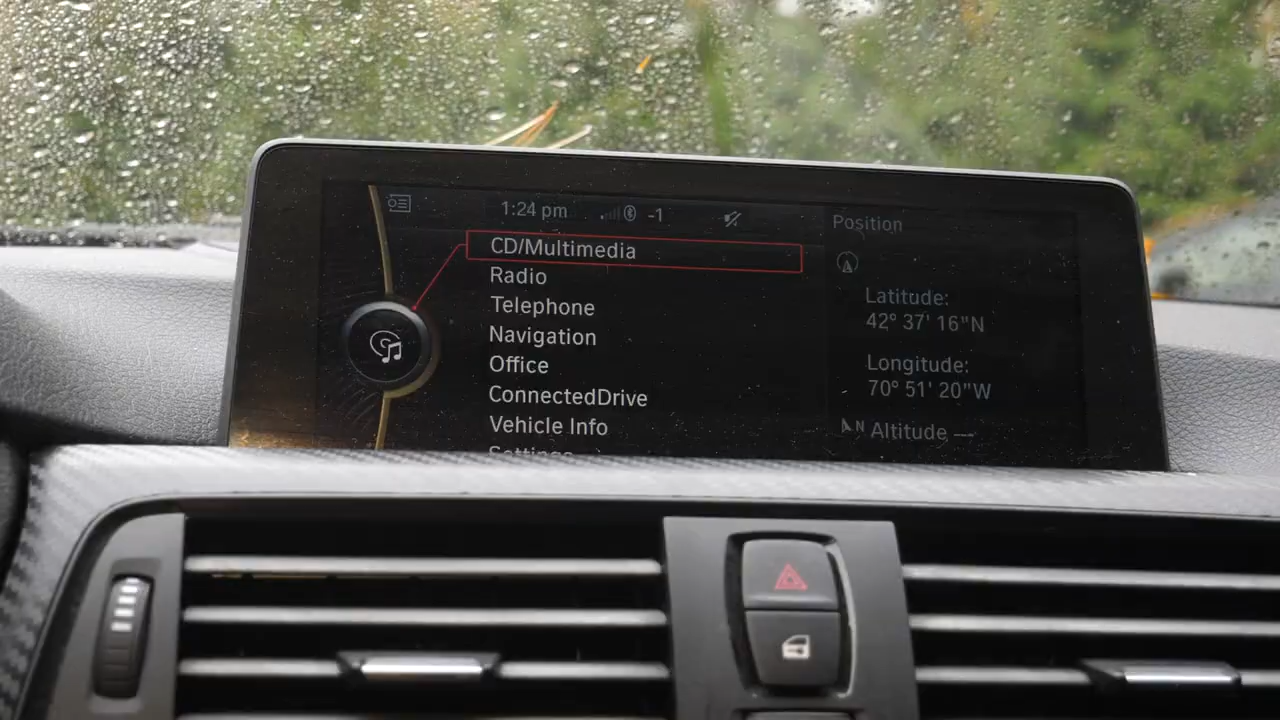 1:24 pm -1
CD/Multimedia
Radio
Telephone
Navigation
Office
ConnectedDrive
Vehicle Info
Settings
Position
Latitude:
42° 37' 16"N
Longitude:
70° 51' 20"W
N Altitude ---